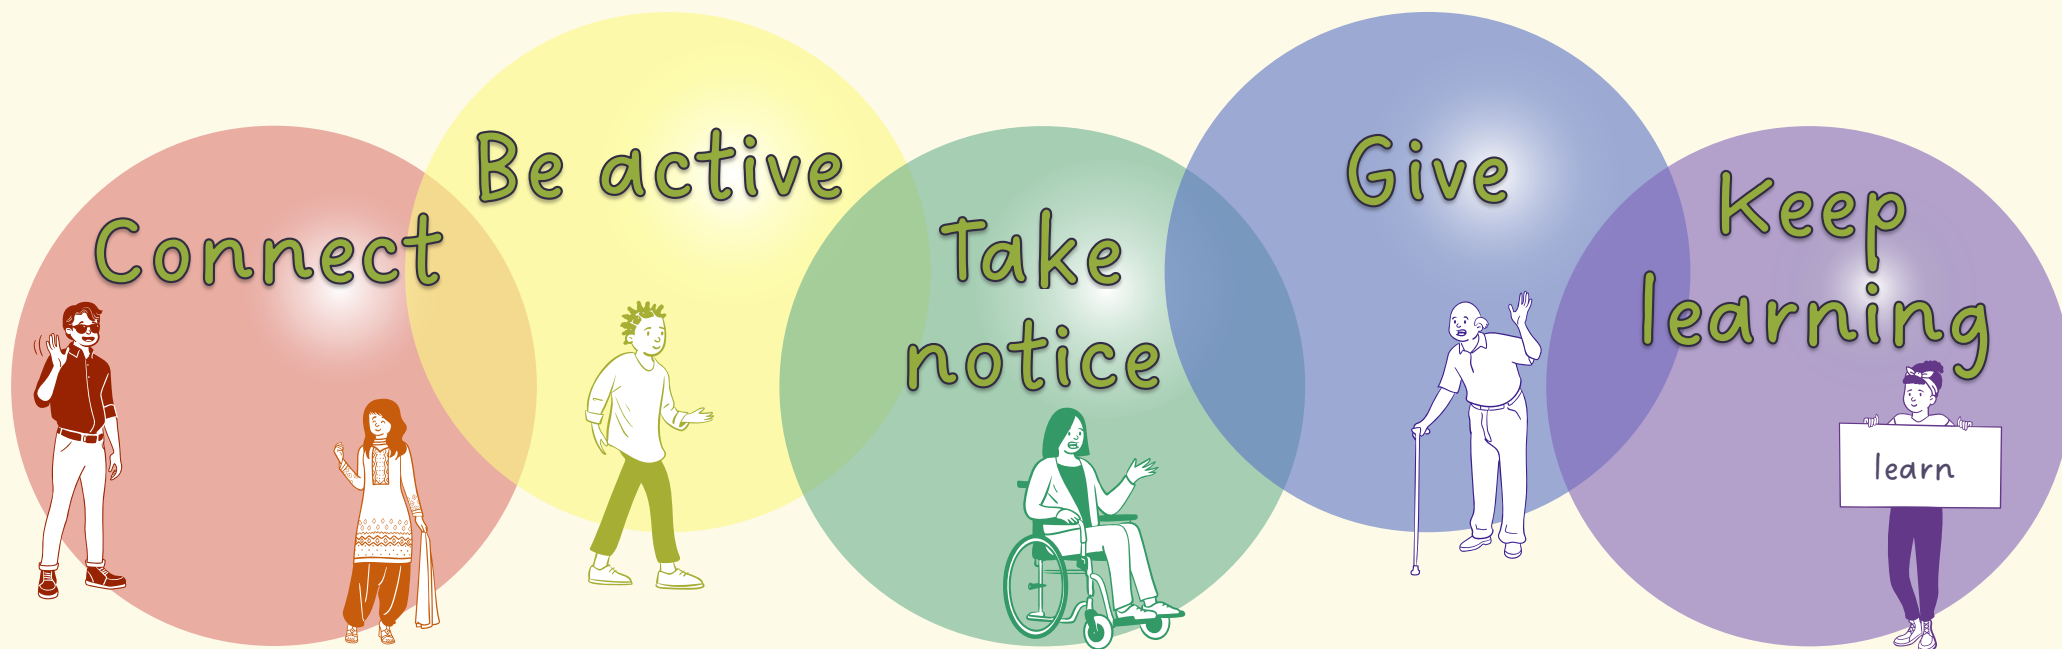 Connect
Be active
Take
notice
Give
Keep
learning
learn